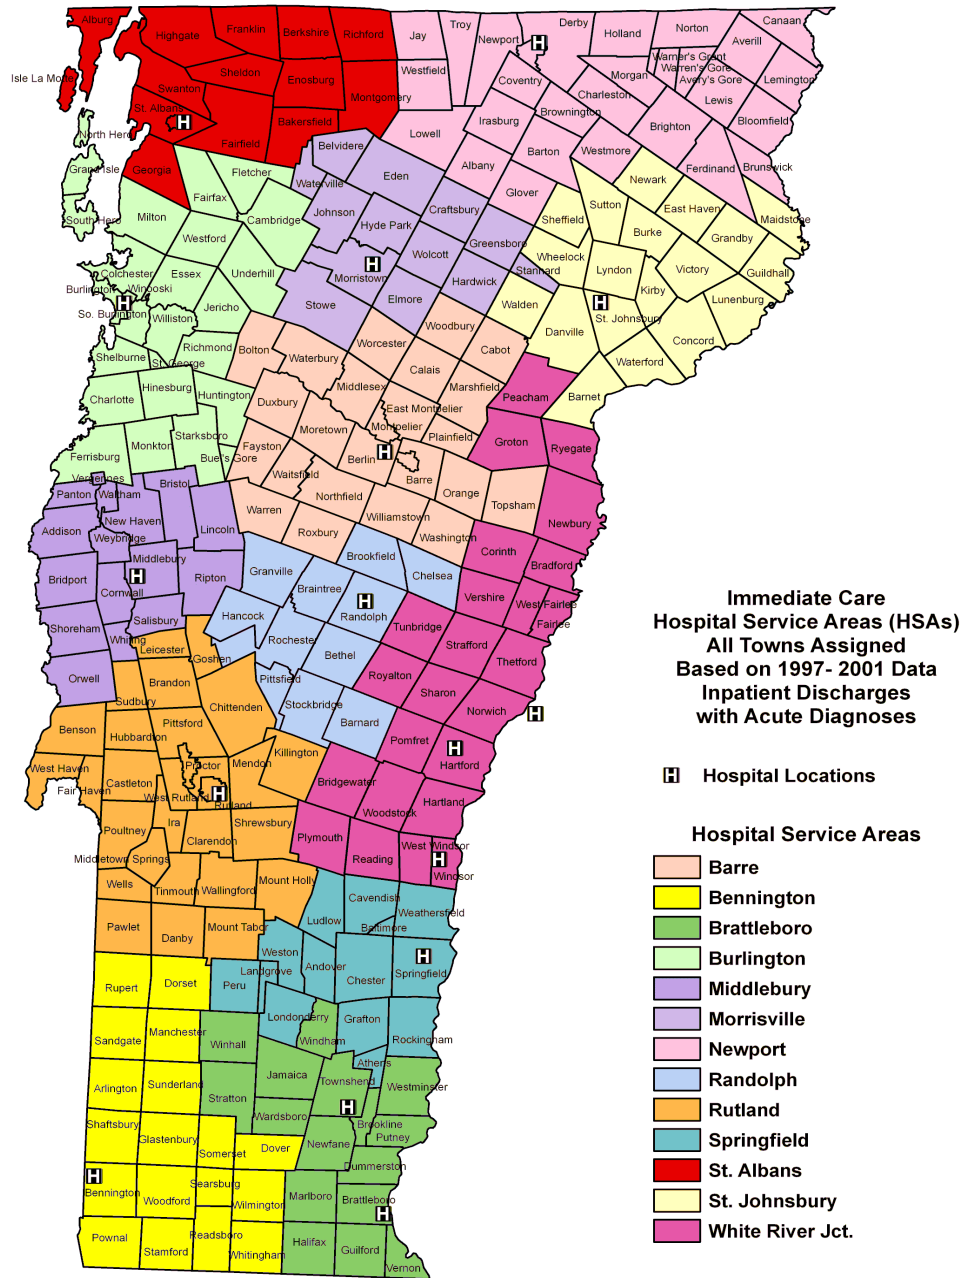 Alburg
Highgate
Franklin
Berkshire
Richford
Jay
Troy
Newport
Derby
Holland
Norton
Canaan
Averill
Isle La Motte
Sheldon
Swanton
Enosburg
Montgomery
Westfield
Coventry
Morgan
Warner's Grant
Warren's Gore
Avery's Gore
Lemington
Lewis
St. Albans
Bakersfield
Fairfield
Lowell
Irasburg
Brownington
Charleston
Brighton
Bloomfield
North Hero
Georgia
Belvidere
Eden
Albany
Barton
Westmore
Ferdinand
Brunswick
Grand Isle
Fletcher
Fairfax
Waterville
Johnson
Hyde Park
Craftsbury
Glover
Sheffield
Sutton
Newark
East Haven
Maidstone
South Hero
Milton
Westford
Cambridge
Wolcott
Greensboro
Wheelock
Burke
Grandby
Colchester
Essex
Underhill
Morristown
Hardwick
Stannard
Lyndon
Victory
Guildhall
Burlington
Winooski
So. Burlington
Williston
Jericho
Stowe
Elmore
Woodbury
Walden
Kirby
Lunenburg
St. Johnsbury
Danville
Concord
Shelburne
St. George
Richmond
Bolton
Waterbury
Worcester
Calais
Cabot
Waterford
Charlotte
Hinesburg
Huntington
Duxbury
Middlesex
Marshfield
Peacham
Barnet
East Montpelier
Montpelier
Moretown
Plainfield
Groton
Ryegate
Ferrisburg
Monkton
Starksboro
Buel's Gore
Fayston
Waitsfield
Berlin
Barre
Orange
Topsham
Newbury
Vergennes
Panton
Waltham
Bristol
Addison
New Haven
Weybridge
Lincoln
Warren
Northfield
Roxbury
Williamstown
Washington
Corinth
Bradford
Bridport
Middlebury
Cornwall
Ripton
Granville
Braintree
Brookfield
Chelsea
Vershire
West Fairlee
Fairlee
Shoreham
Salisbury
Whiting
Leicester
Goshen
Hancock
Rochester
Randolph
Bethel
Tunbridge
Strafford
Thetford
Orwell
Sudbury
Brandon
Chittenden
Pittsfield
Stockbridge
Barnard
Royalton
Sharon
Norwich
Benson
Hubbardton
Pittsford
Killington
Pomfret
Hartford
West Haven
Fair Haven
Castleton
Proctor
West Rutland
Rutland
Mendon
Bridgewater
Woodstock
Hartland
Poultney
Ira
Clarendon
Shrewsbury
Plymouth
Reading
West Windsor
Windsor
Middletown Springs
Wells
Tinmouth
Wallingford
Mount Holly
Ludlow
Cavendish
Baltimore
Weathersfield
Pawlet
Danby
Mount Tabor
Weston
Landgrove
Andover
Chester
Springfield
Rupert
Dorset
Peru
Londonderry
Windham
Grafton
Rockingham
Sandgate
Manchester
Winhall
Jamaica
Townshend
Athens
Westminster
Arlington
Sunderland
Stratton
Wardsboro
Brookline
Putney
Shaftsbury
Glastenbury
Somerset
Dover
Newfane
Dummerston
Bennington
Woodford
Searsburg
Wilmington
Marlboro
Brattleboro
Pownal
Stamford
Readsboro
Whitingham
Halifax
Guilford
Vernon
Immediate Care
Hospital Service Areas (HSAs)
All Towns Assigned
Based on 1997- 2001 Data
Inpatient Discharges
with Acute Diagnoses
H Hospital Locations
Hospital Service Areas
Barre
Bennington
Brattleboro
Burlington
Middlebury
Morrisville
Newport
Randolph
Rutland
Springfield
St. Albans
St. Johnsbury
White River Jct.